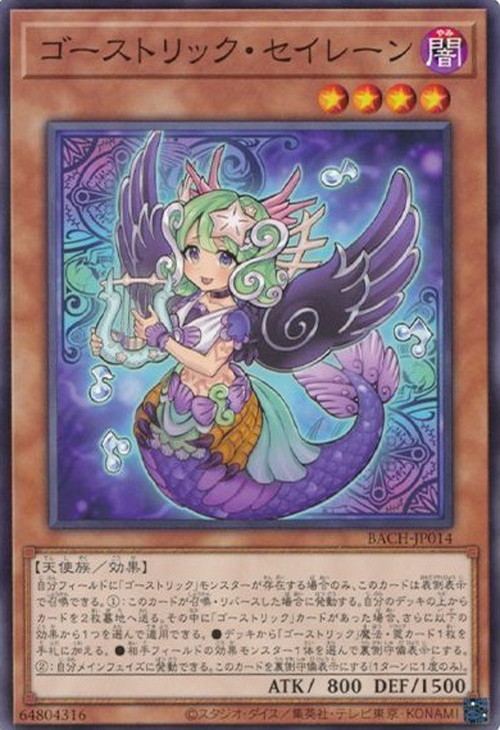 ゴーストリック・セイレーン
闇
BACH-JP014
【天使族／効果】
自分フィールドに「ゴーストリック」モンスターが存在する場合のみ、このカードは表側表示
で召喚できる。①：このカードが召喚・リバースした場合に発動する。自分のデッキの上から
カードを２枚墓地へ送る。その中に「ゴーストリック」カードがあった場合、さらに以下の
効果から１つを選んで適用できる。●デッキから「ゴーストリック」魔法・罠カード１枚を
手札に加える。●相手フィールドの効果モンスター１体を選んで裏側守備表示にする。
②：自分メインフェイズに発動できる。このカードを裏側守備表示にする（１ターンに１度のみ）。
ATK/ 800 DEF/1500
64804316 ©スタジオ・ダイス／集英社・テレビ東京・KONAMI